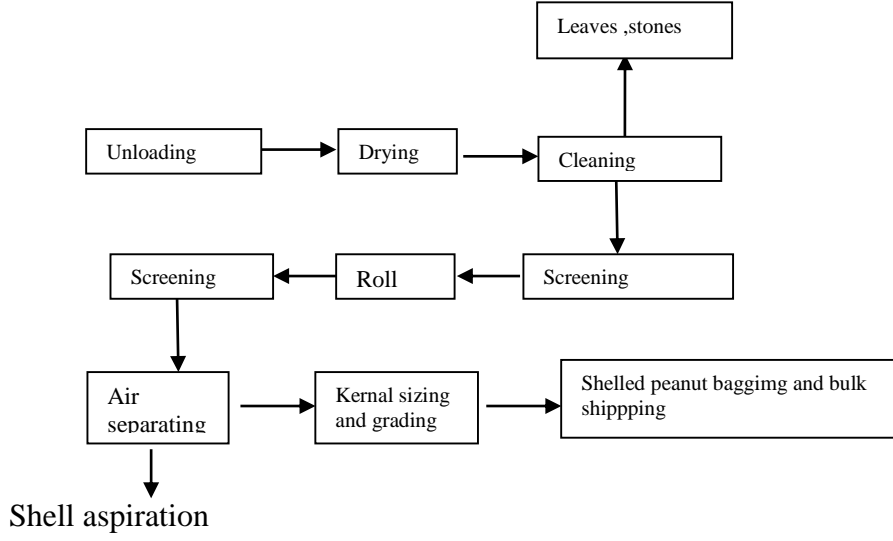 Leaves ,stones
Unloading
Drying
Cleaning
Screening
Roll
Screening
Air
separating
Kernal sizing
and grading
Shelled peanut baggimg and bulk
shippping
Shell aspiration